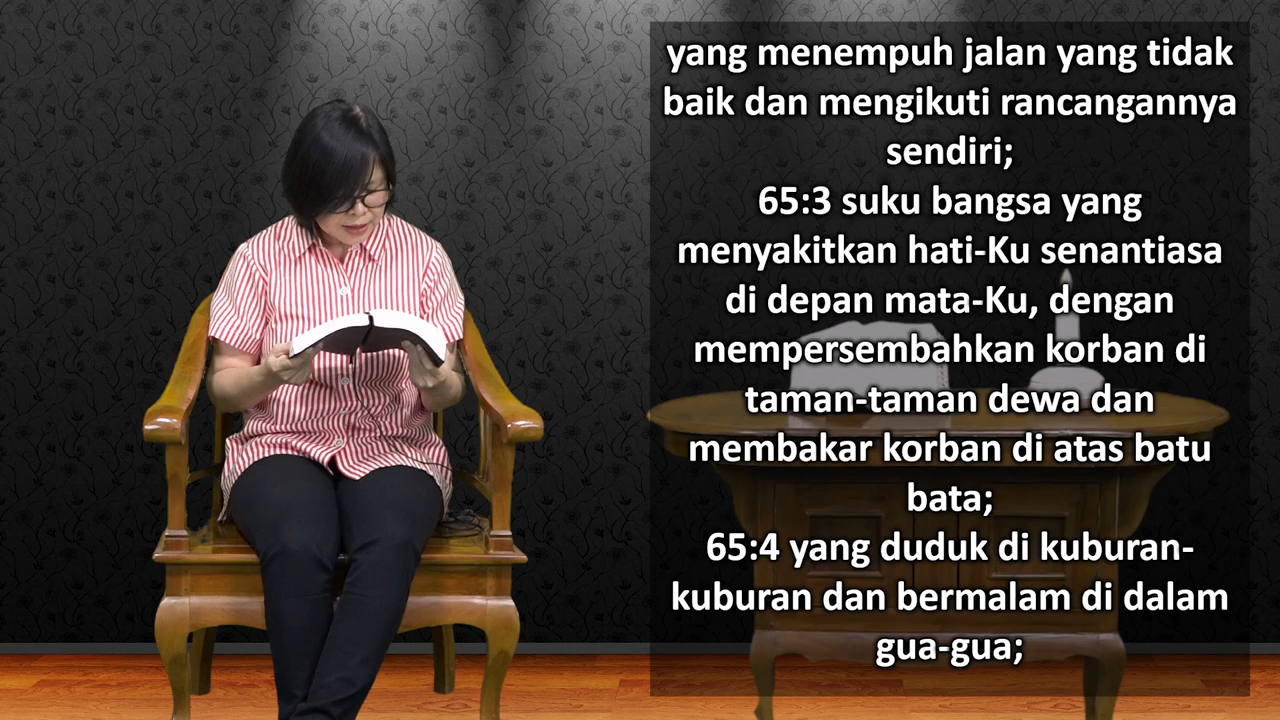 yang menempuh jalan yang tidak
baik dan mengikuti rancangannya
sendiri;
65:3 suku bangsa yang
menyakitkan hati-Ku senantiasa
di depan mata-Ku, dengan
mempersembahkan korban di
taman-taman dewa dan
membakar korban di atas batu
bata;
65:4 yang duduk di kuburan-
kuburan dan bermalam di dalam
gua-gua;